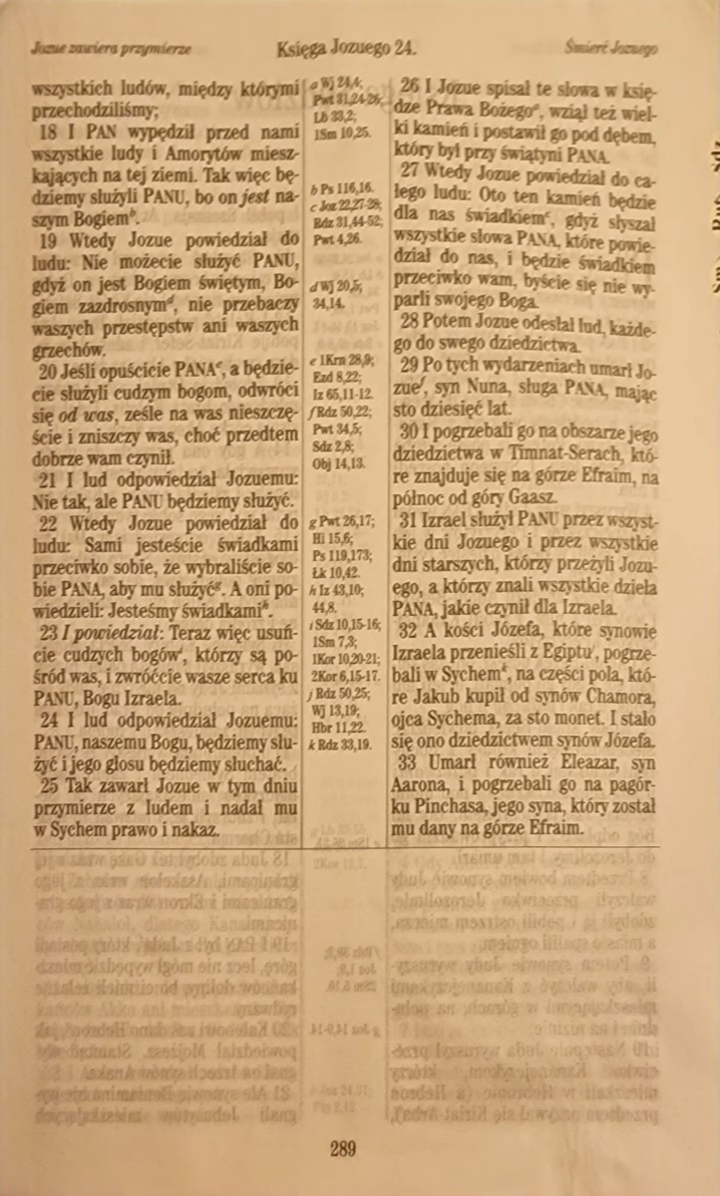 Jozue zawiera przymierze
Księga Jozuego 24.
Śmierć Jozuego
wszystkich ludów, między którymi
przechodziliśmy;
18 I PAN wypędził przed nami
wszystkie ludy i Amorytów miesz-
kających na tej ziemi. Tak więc bę-
dziemy służyli PANU, bo on jest na-
szym Bogiem^b.
19 Wtedy Jozue powiedział do
ludu: Nie możecie służyć PANU,
gdyż on jest Bogiem świętym, Bo-
giem zazdrosnym^d, nie przebaczy
waszych przestępstw ani waszych
grzechów.
20 Jeśli opuścicie PANA^c, a będzie-
cie służyli cudzym bogom, odwróci
się od was, ześle na was nieszczę-
ście i zniszczy was, choć przedtem
dobrze wam czynił.
21 I lud odpowiedział Jozuemu:
Nie tak, ale PANU będziemy służyć.
22 Wtedy Jozue powiedział do
ludu: Sami jesteście świadkami
przeciwko sobie, że wybraliście so-
bie PANA, aby mu służyć^g. A oni po-
wiedzieli: Jesteśmy świadkami^h.
23 I powiedział: Teraz więc usuń-
cie cudzych bogów^i, którzy są po-
śród was, i zwróćcie wasze serca ku
PANU, Bogu Izraela.
24 I lud odpowiedział Jozuemu:
PANU, naszemu Bogu, będziemy słu-
żyć i jego głosu będziemy słuchać.
25 Tak zawarł Jozue w tym dniu
przymierze z ludem i nadał mu
w Sychem prawo i nakaz.
a Wj 24,4;
Pwt 31,24-26;
Lb 33,2;
1Sm 10,25.
b Ps 116,16.
c Joz 22,27-28;
Rdz 31,44-52;
Pwt 4,26.
d Wj 20,5;
34,14.
e 1Krn 28,9;
Ezd 8,22;
Iz 65,11-12.
f Rdz 50,22;
Pwt 34,5;
Sdz 2,8;
Obj 14,13.
g Pwt 26,17;
Hi 15,6;
Ps 119,173;
Łk 10,42.
h Iz 43,10;
44,8.
i Sdz 10,15-16;
1Sm 7,3;
1Kor 10,20-21;
2Kor 6,15-17.
j Rdz 50,25;
Wj 13,19;
Hbr 11,22.
k Rdz 33,19.
26 I Jozue spisał te słowa w księ-
dze Prawa Bożego^a, wziął też wiel-
ki kamień i postawił go pod dębem,
który był przy świątyni PANA.
27 Wtedy Jozue powiedział do ca-
łego ludu: Oto ten kamień będzie
dla nas świadkiem^c, gdyż słyszał
wszystkie słowa PANA, które powie-
dział do nas, i będzie świadkiem
przeciwko wam, byście się nie wy-
parli swojego Boga.
28 Potem Jozue odesłał lud, każde-
go do swego dziedzictwa.
29 Po tych wydarzeniach umarł Jo-
zue^f, syn Nuna, sługa PANA, mając
sto dziesięć lat.
30 I pogrzebali go na obszarze jego
dziedzictwa w Timnat-Serach, któ-
re znajduje się na górze Efraim, na
północ od góry Gaasz.
31 Izrael służył PANU przez wszyst-
kie dni Jozuego i przez wszystkie
dni starszych, którzy przeżyli Jozu-
ego, a którzy znali wszystkie dzieła
PANA, jakie czynił dla Izraela.
32 A kości Józefa, które synowie
Izraela przenieśli z Egiptu^j, pogrze-
bali w Sychem^k, na części pola, któ-
re Jakub kupił od synów Chamora,
ojca Sychema, za sto monet. I stało
się ono dziedzictwem synów Józefa.
33 Umarł również Eleazar, syn
Aarona, i pogrzebali go na pagór-
ku Pinchasa, jego syna, który został
mu dany na górze Efraim.
289